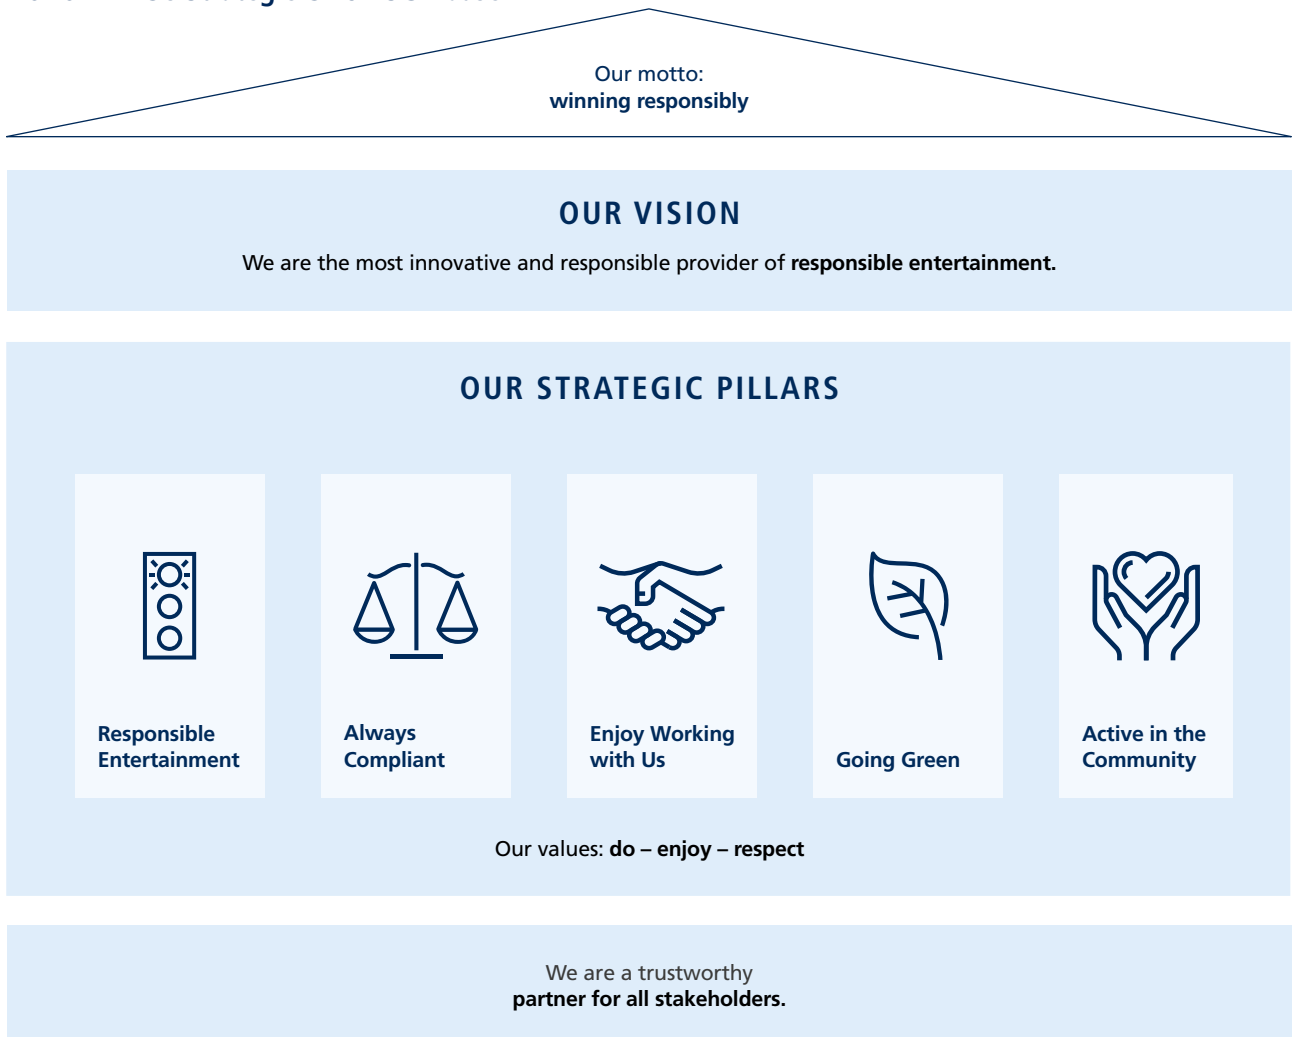 Our motto:
winning responsibly
OUR VISION
We are the most innovative and responsible provider of responsible entertainment.
OUR STRATEGIC PILLARS
Responsible
Entertainment
Always
Compliant
Enjoy Working
with Us
Going Green
Active in the
Community
Our values: do – enjoy – respect
We are a trustworthy
partner for all stakeholders.